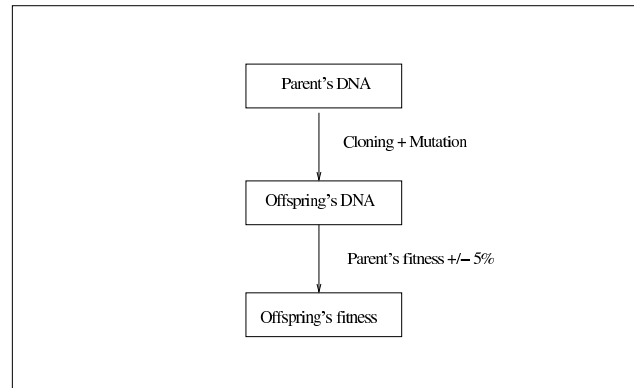 Parent's DNA
Cloning + Mutation
Offspring's DNA
Parent's fitness +/− 5%
Offspring's fitness